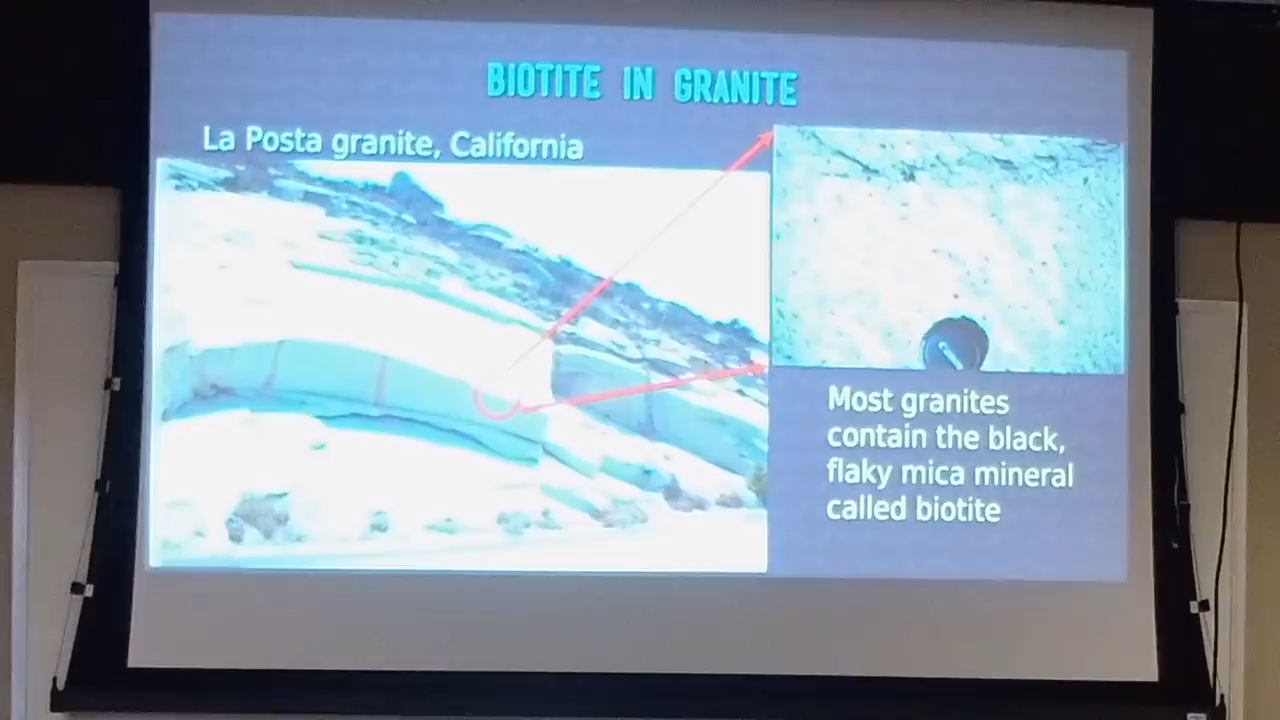 BIOTITE IN GRANITE
La Posta granite, California
Most granites
contain the black,
flaky mica mineral
called biotite